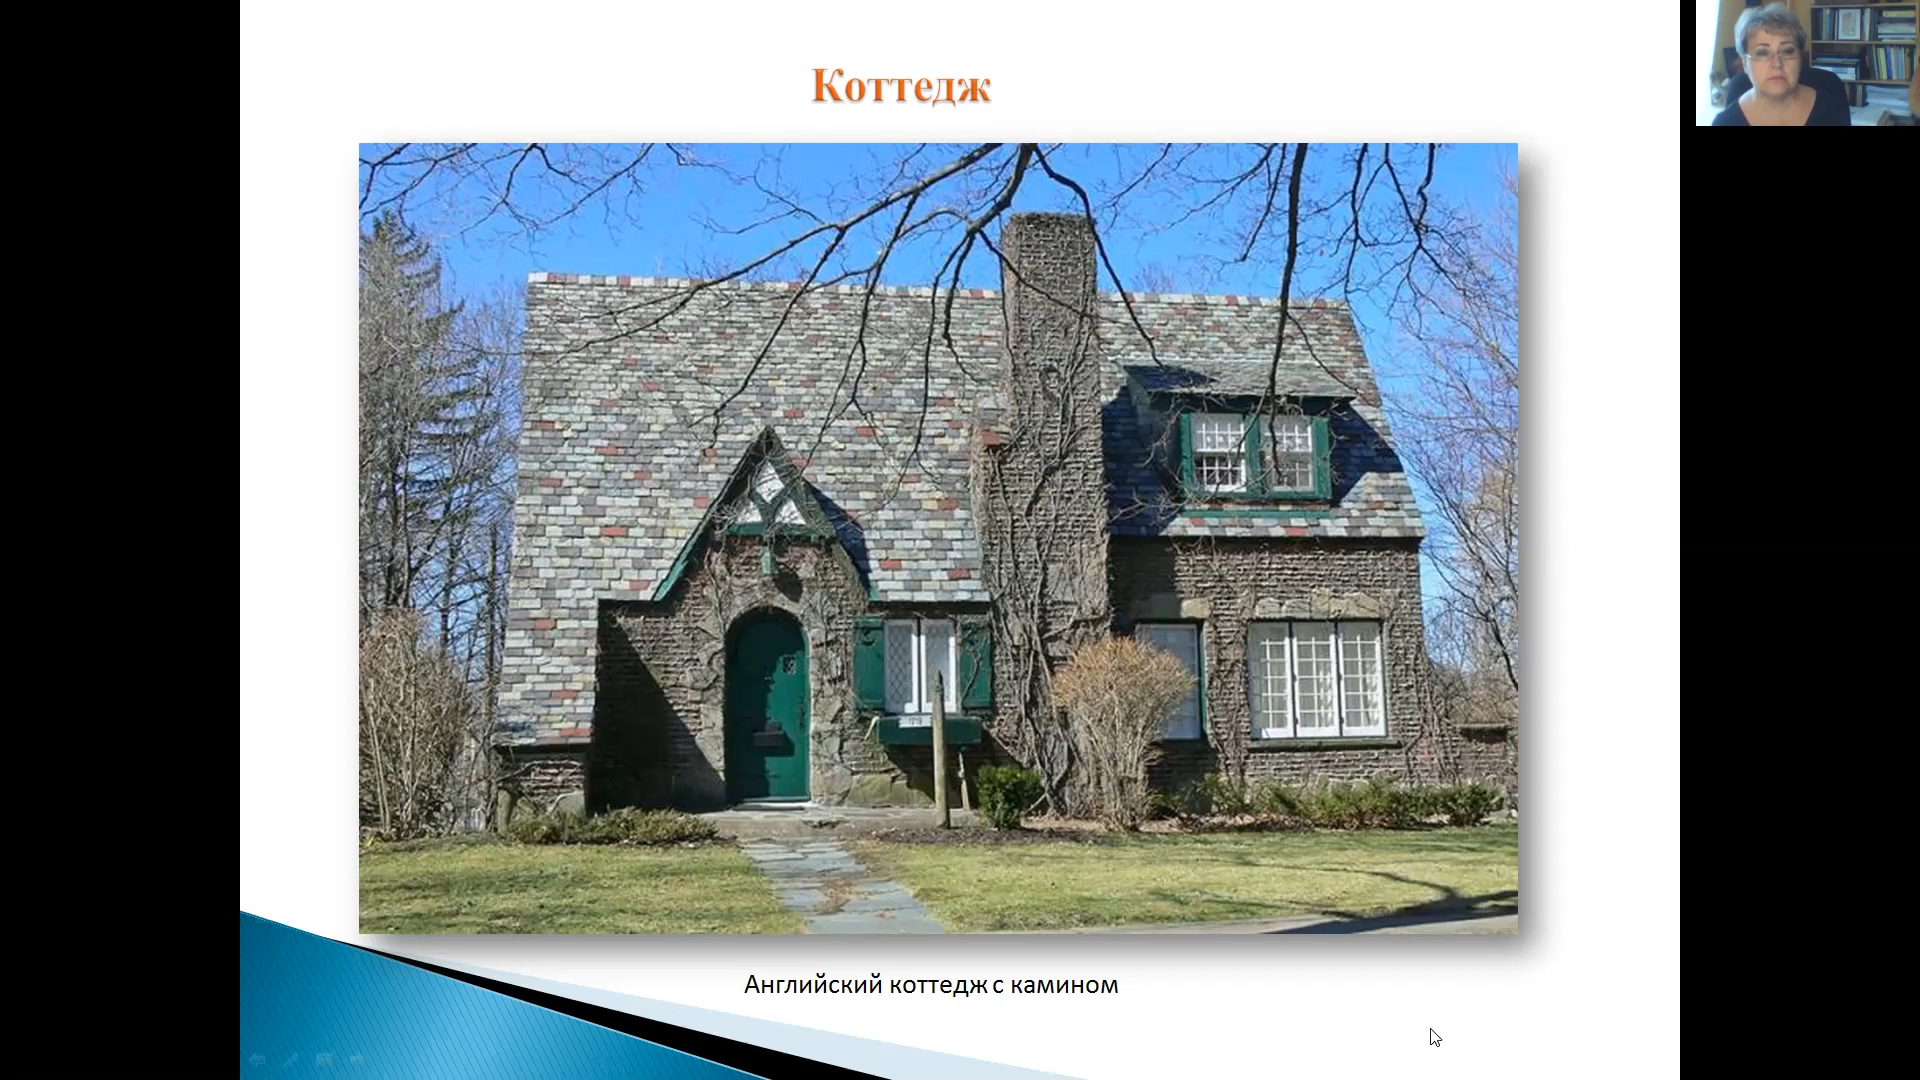 Коттедж
Английский коттедж с камином